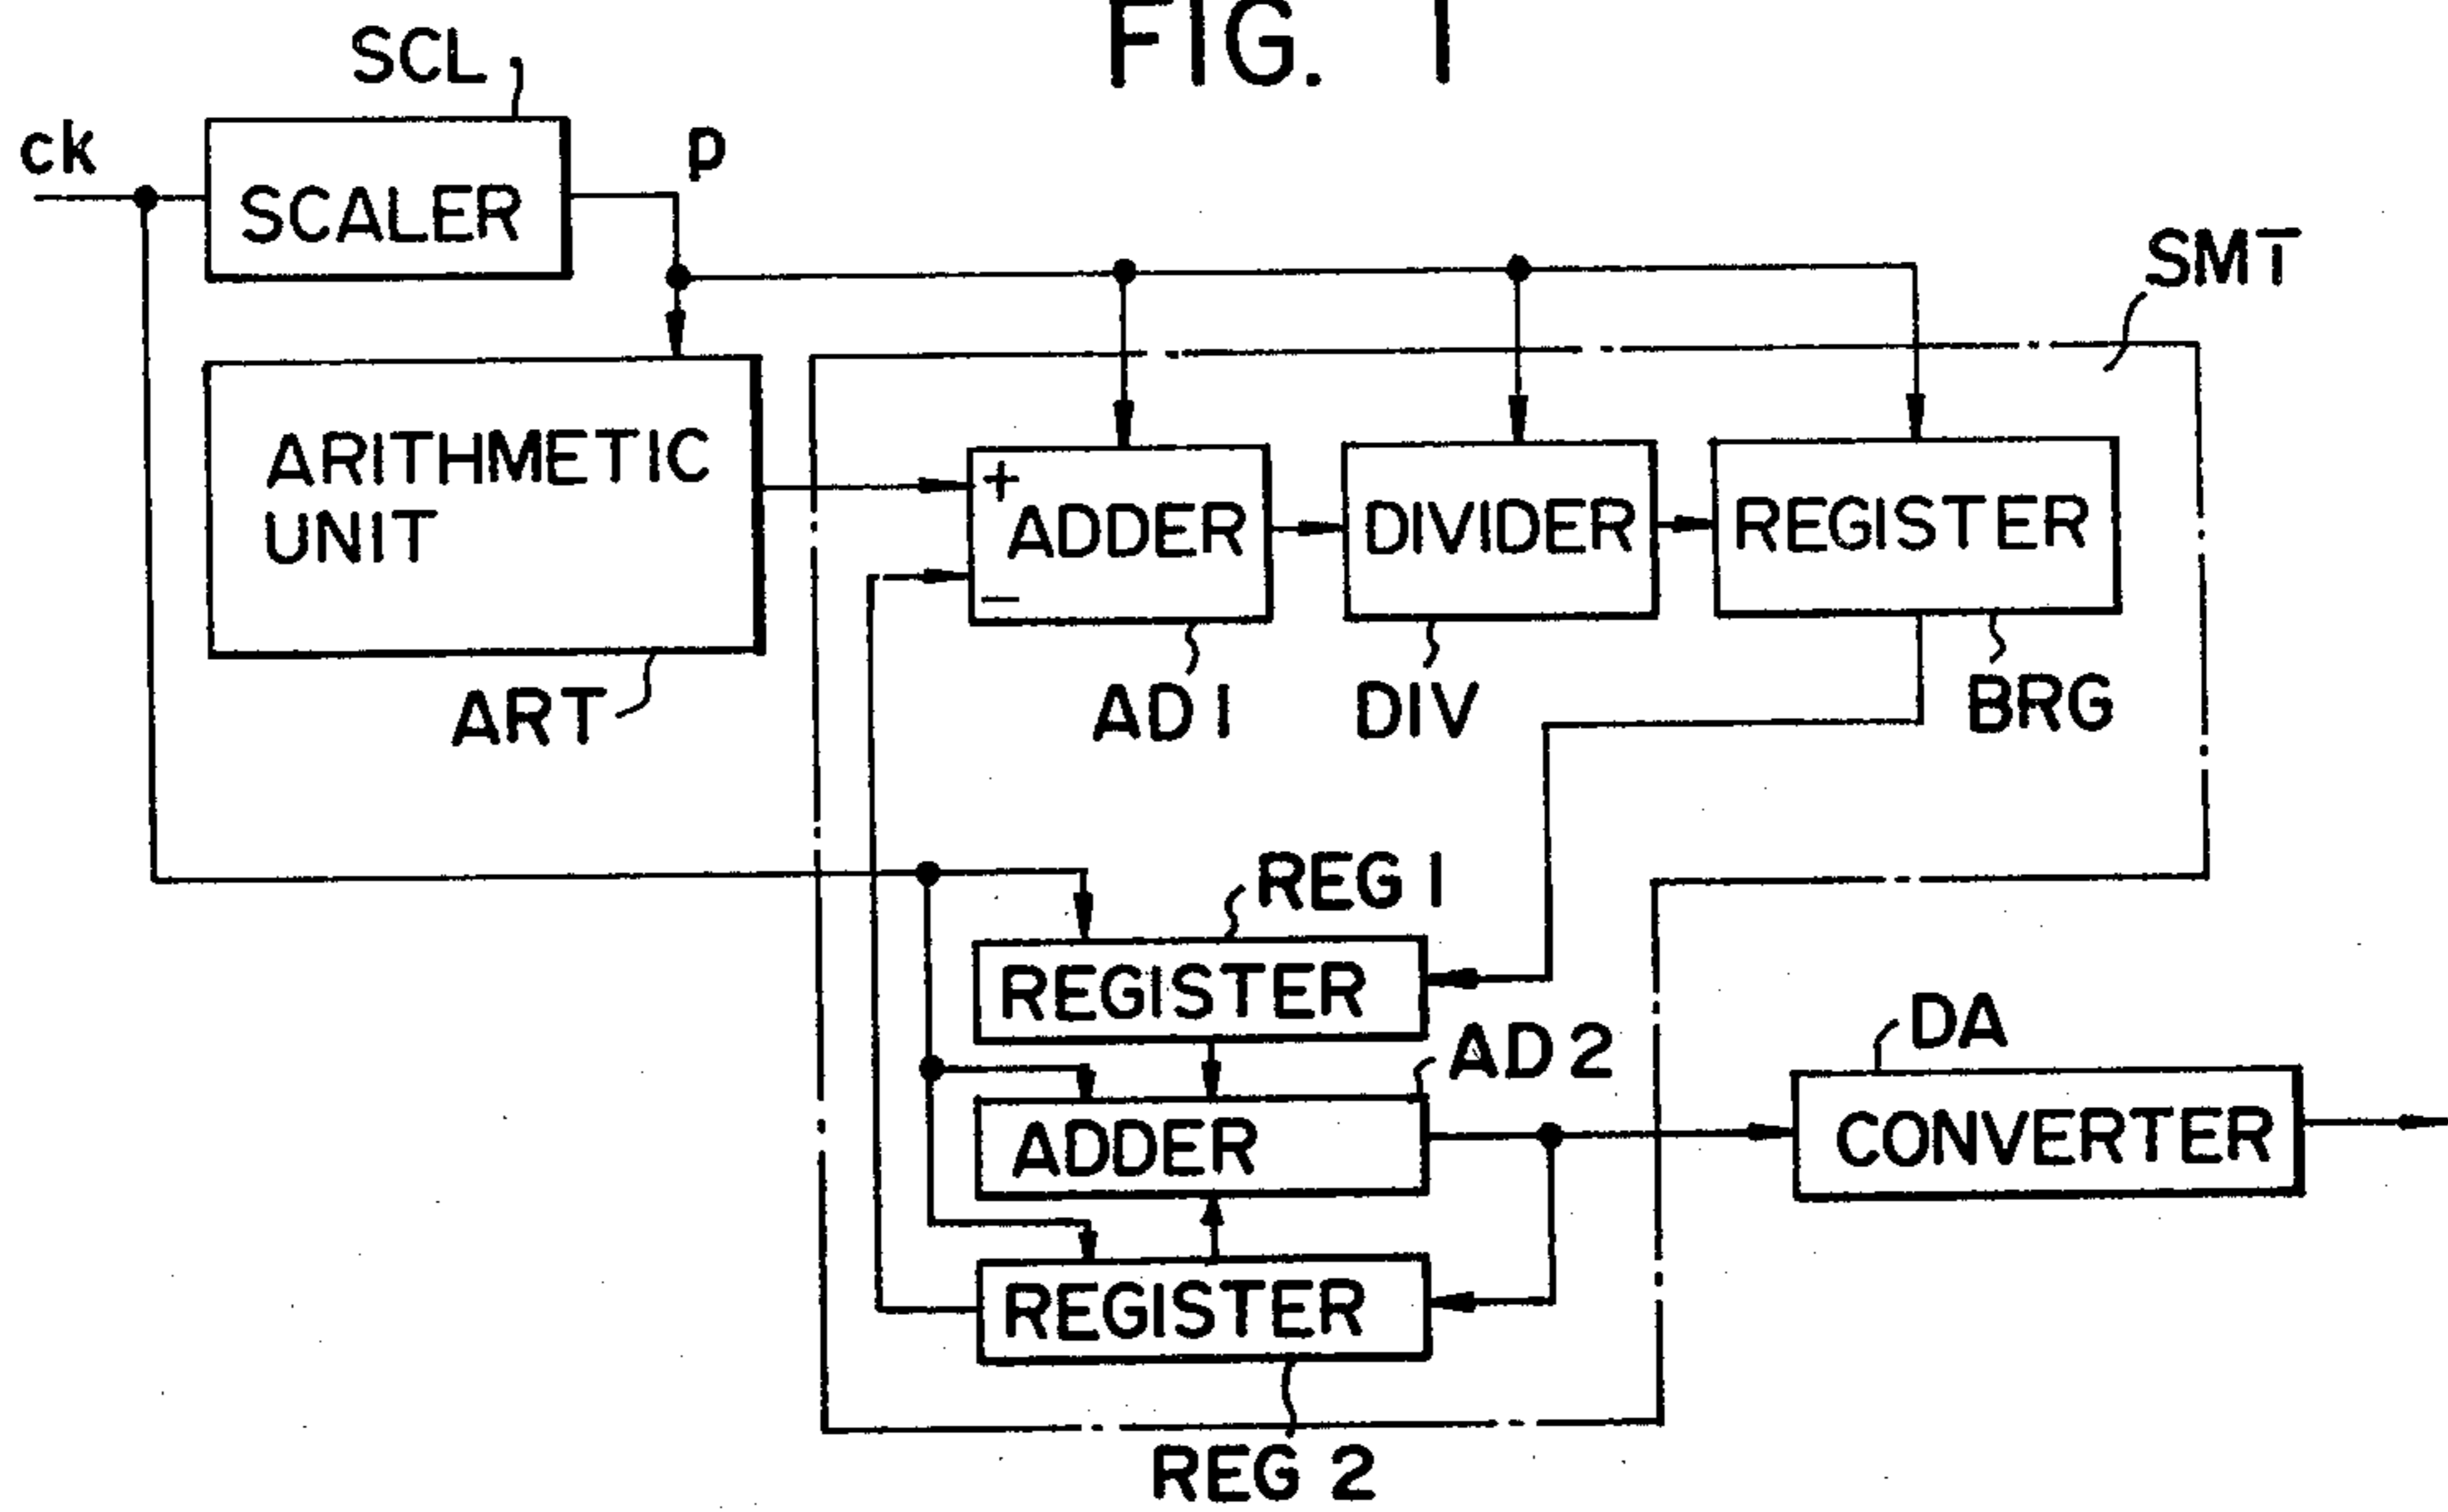 FIG. 1
SCL
ck
SCALER
p
SMT
ARITHMETIC
UNIT
+
ADDER
−
DIVIDER
REGISTER
ART
AD 1
DIV
BRG
REG 1
REGISTER
AD 2
DA
ADDER
CONVERTER
REGISTER
REG 2